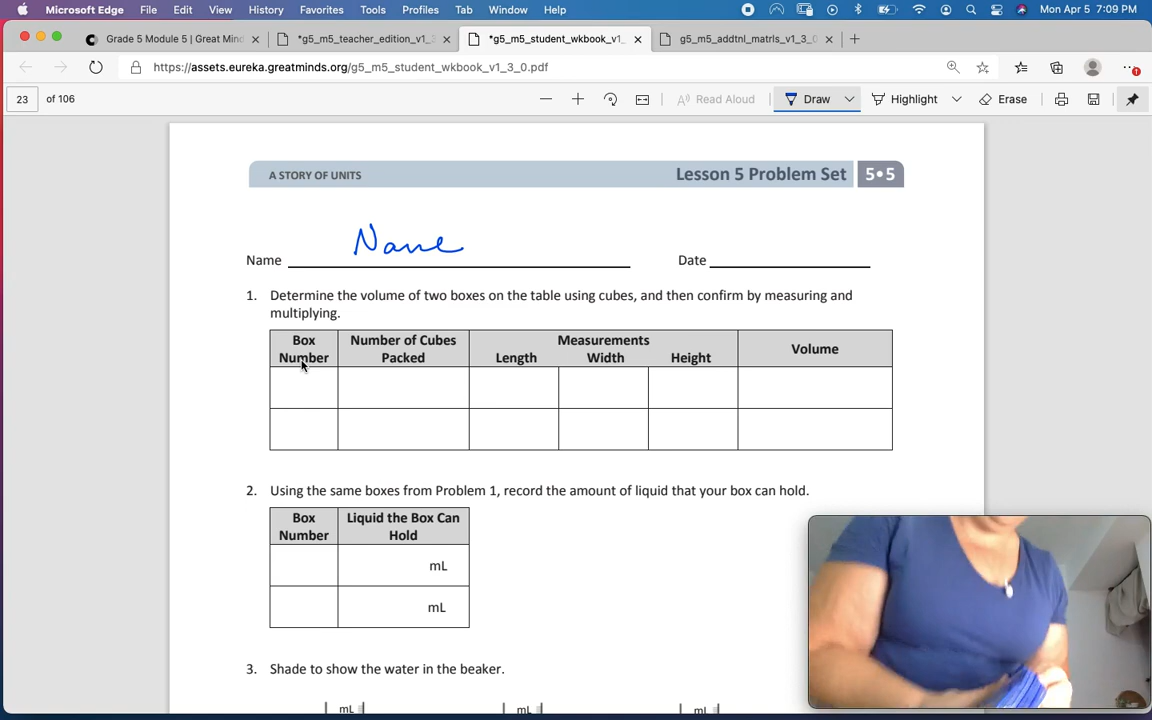 Microsoft Edge File Edit View History Favorites Tools Profiles Tab Window Help Mon Apr 5 7:09 PM
Grade 5 Module 5 | Great Min *g5_m5_teacher_edition_v1_3 *g5_m5_student_wkbook_v1_ g5_m5_addtnl_matrls_v1_3_0
https://assets.eureka.greatminds.org/g5_m5_student_wkbook_v1_3_0.pdf
23 of 106 Read Aloud Draw Highlight Erase
A STORY OF UNITS Lesson 5 Problem Set 5•5
Name Name Date
1. Determine the volume of two boxes on the table using cubes, and then confirm by measuring and
multiplying.
Box Number of Cubes Measurements Volume
Number Packed Length Width Height
2. Using the same boxes from Problem 1, record the amount of liquid that your box can hold.
Box Liquid the Box Can
Number Hold
mL
mL
3. Shade to show the water in the beaker.
mL mL mL